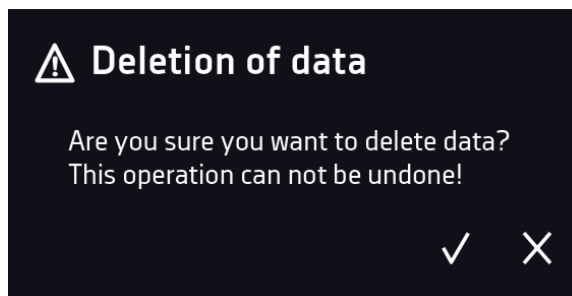 Deletion of data
Are you sure you want to delete data?
This operation can not be undone!